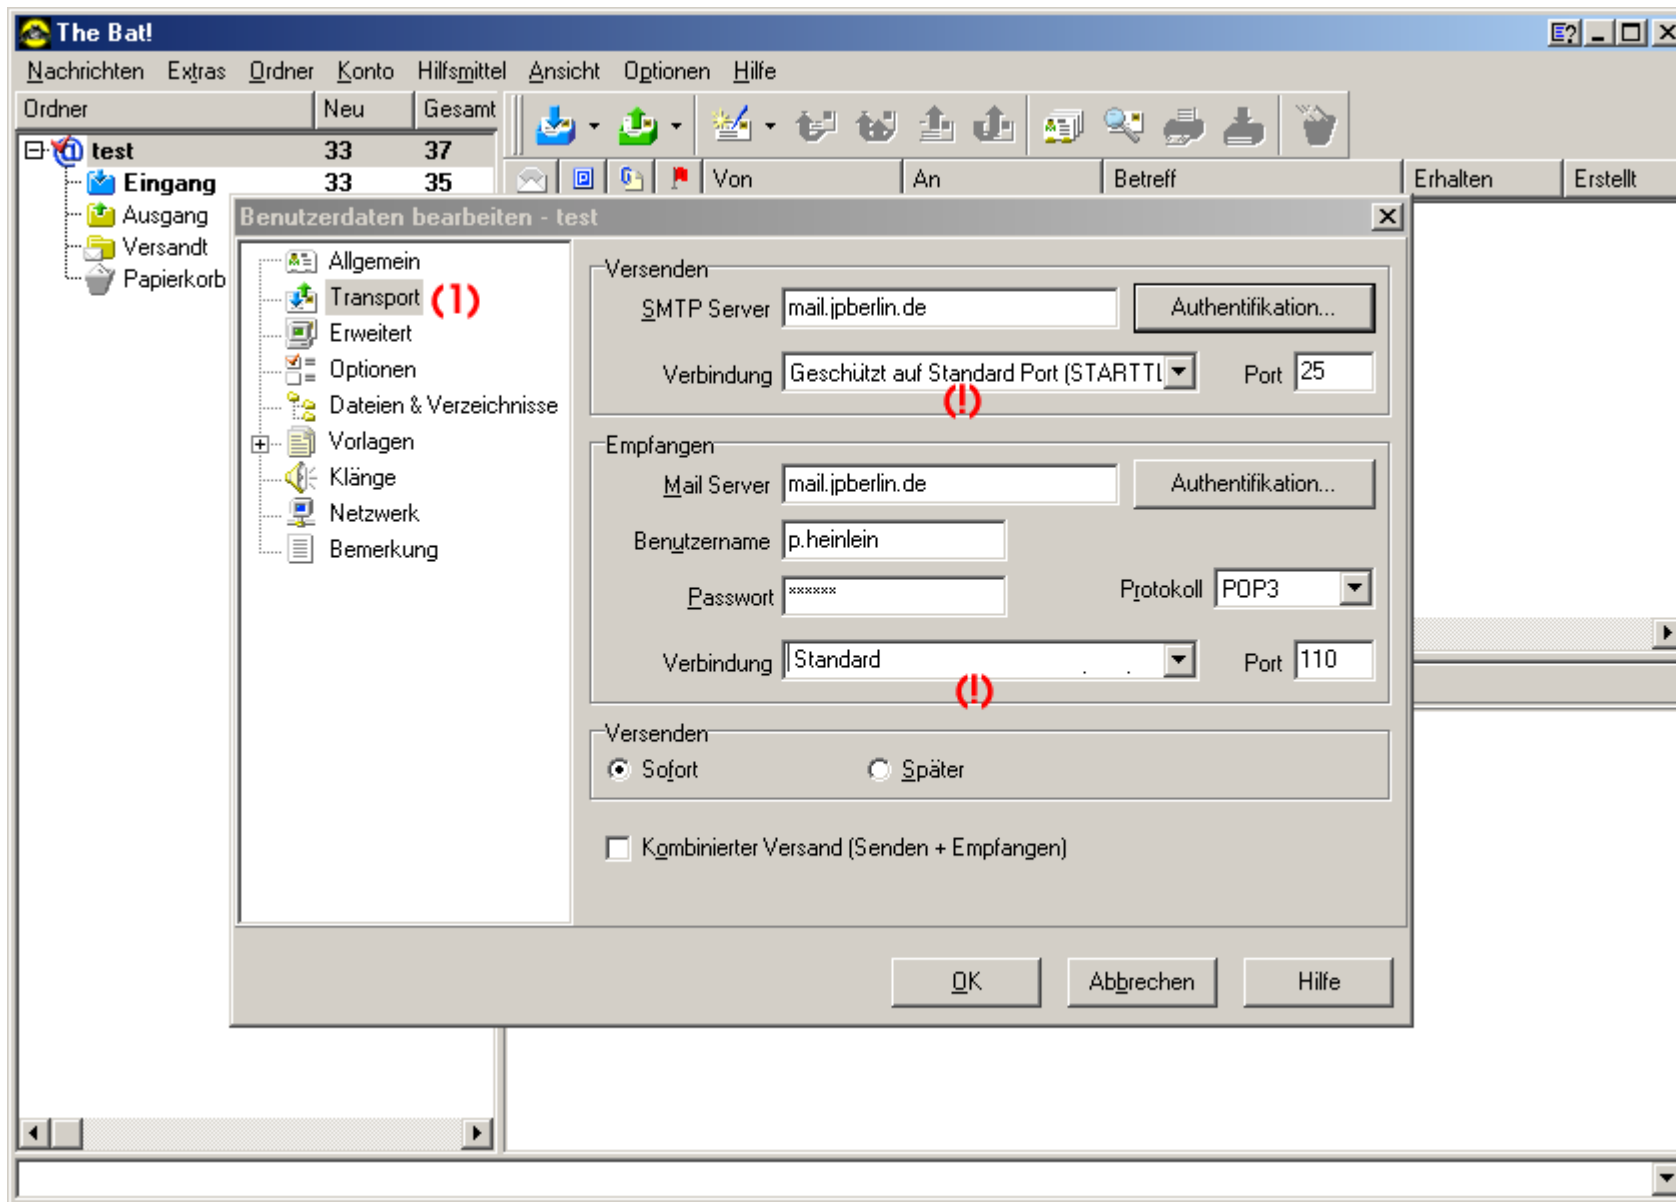 The Bat!
Nachrichten Extras Ordner Konto Hilfsmittel Ansicht Optionen Hilfe
Ordner Neu Gesamt
test 33 37
Von An Betreff Erhalten Erstellt
Eingang 33 35
Ausgang
Versandt
Papierkorb
Benutzerdaten bearbeiten - test
Allgemein
Transport (1)
Erweitert
Optionen
Dateien & Verzeichnisse
Vorlagen
Klänge
Netzwerk
Bemerkung
Versenden
SMTP Server mail.jpberlin.de Authentifikation...
Verbindung Geschützt auf Standard Port (STARTTL Port 25
(!)
Empfangen
Mail Server mail.jpberlin.de Authentifikation...
Benutzername p.heinlein
Passwort ****** Protokoll POP3
Verbindung Standard Port 110
(!)
Versenden
Sofort Später
Kombinierter Versand (Senden + Empfangen)
OK Abbrechen Hilfe